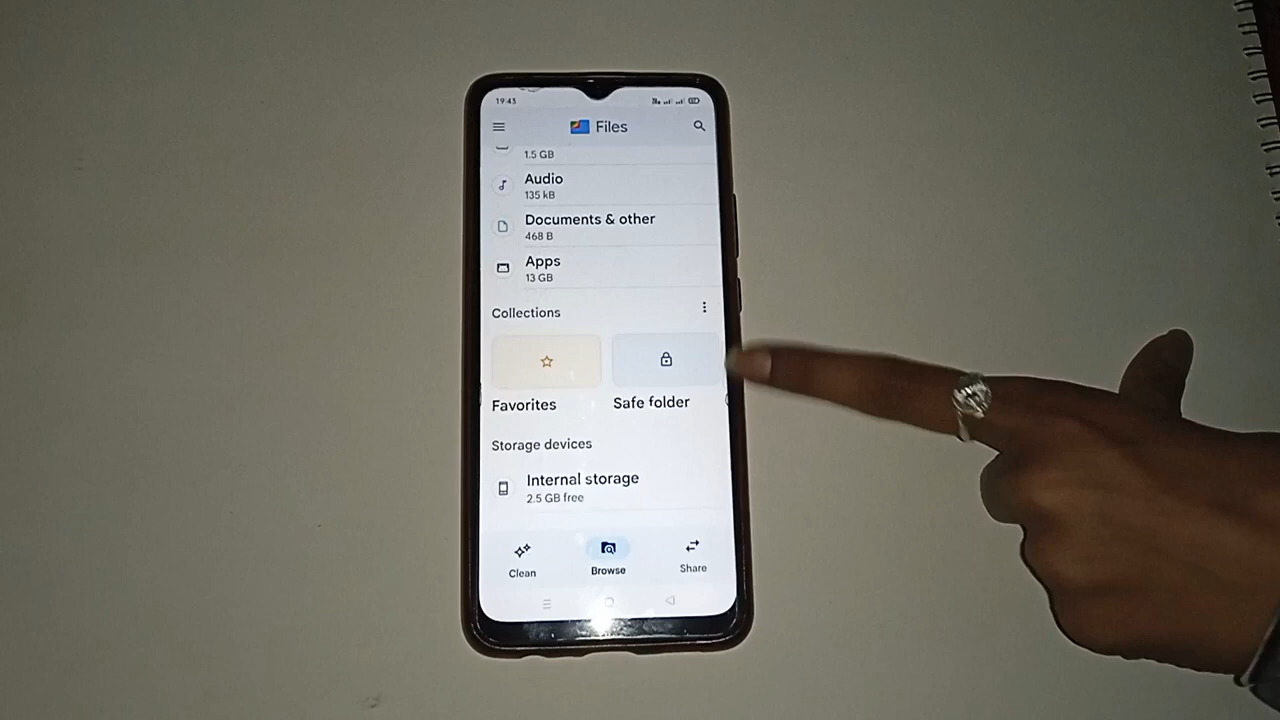 19:43
Files
1.5 GB
Audio
135 kB
Documents & other
468 B
Apps
13 GB
Collections
Favorites
Safe folder
Storage devices
Internal storage
2.5 GB free
Clean
Browse
Share